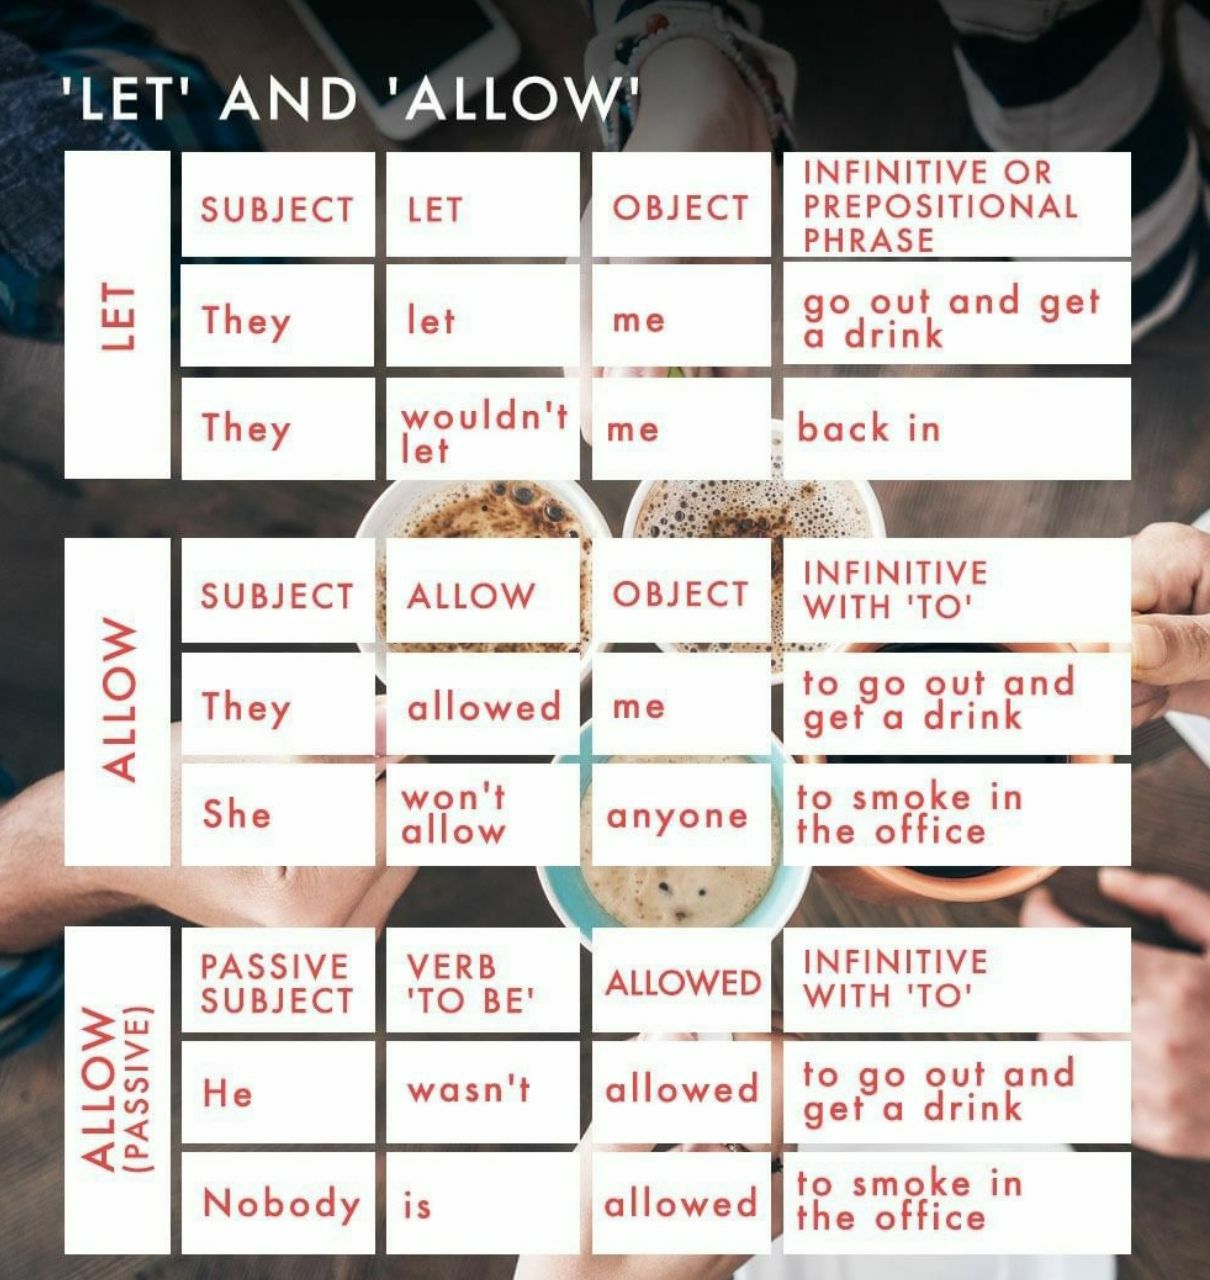 'LET' AND 'ALLOW'
LET
SUBJECT
LET
OBJECT
INFINITIVE OR
PREPOSITIONAL
PHRASE
They
let
me
go out and get
a drink
They
wouldn't
let
me
back in
ALLOW
SUBJECT
ALLOW
OBJECT
INFINITIVE
WITH 'TO'
They
allowed
me
to go out and
get a drink
She
won't
allow
anyone
to smoke in
the office
ALLOW
(PASSIVE)
PASSIVE
SUBJECT
VERB
'TO BE'
ALLOWED
INFINITIVE
WITH 'TO'
He
wasn't
allowed
to go out and
get a drink
Nobody
is
allowed
to smoke in
the office